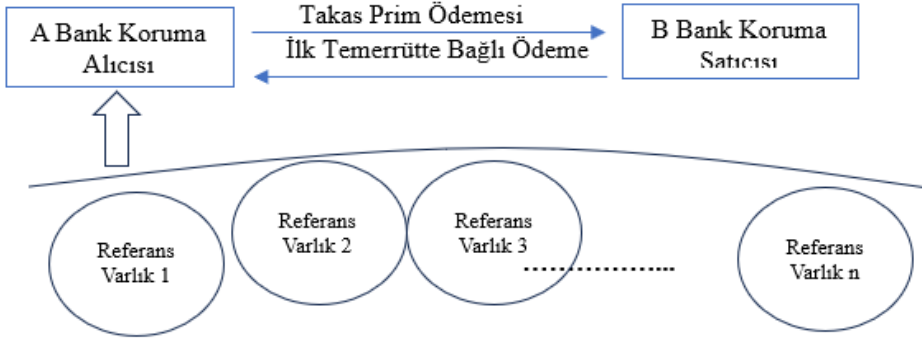 A Bank Koruma
Alıcısı
Takas Prim Ödemesi
İlk Temerrütte Bağlı Ödeme
B Bank Koruma
Satıcısı
Referans
Varlık 1
Referans
Varlık 2
Referans
Varlık 3
Referans
Varlık n